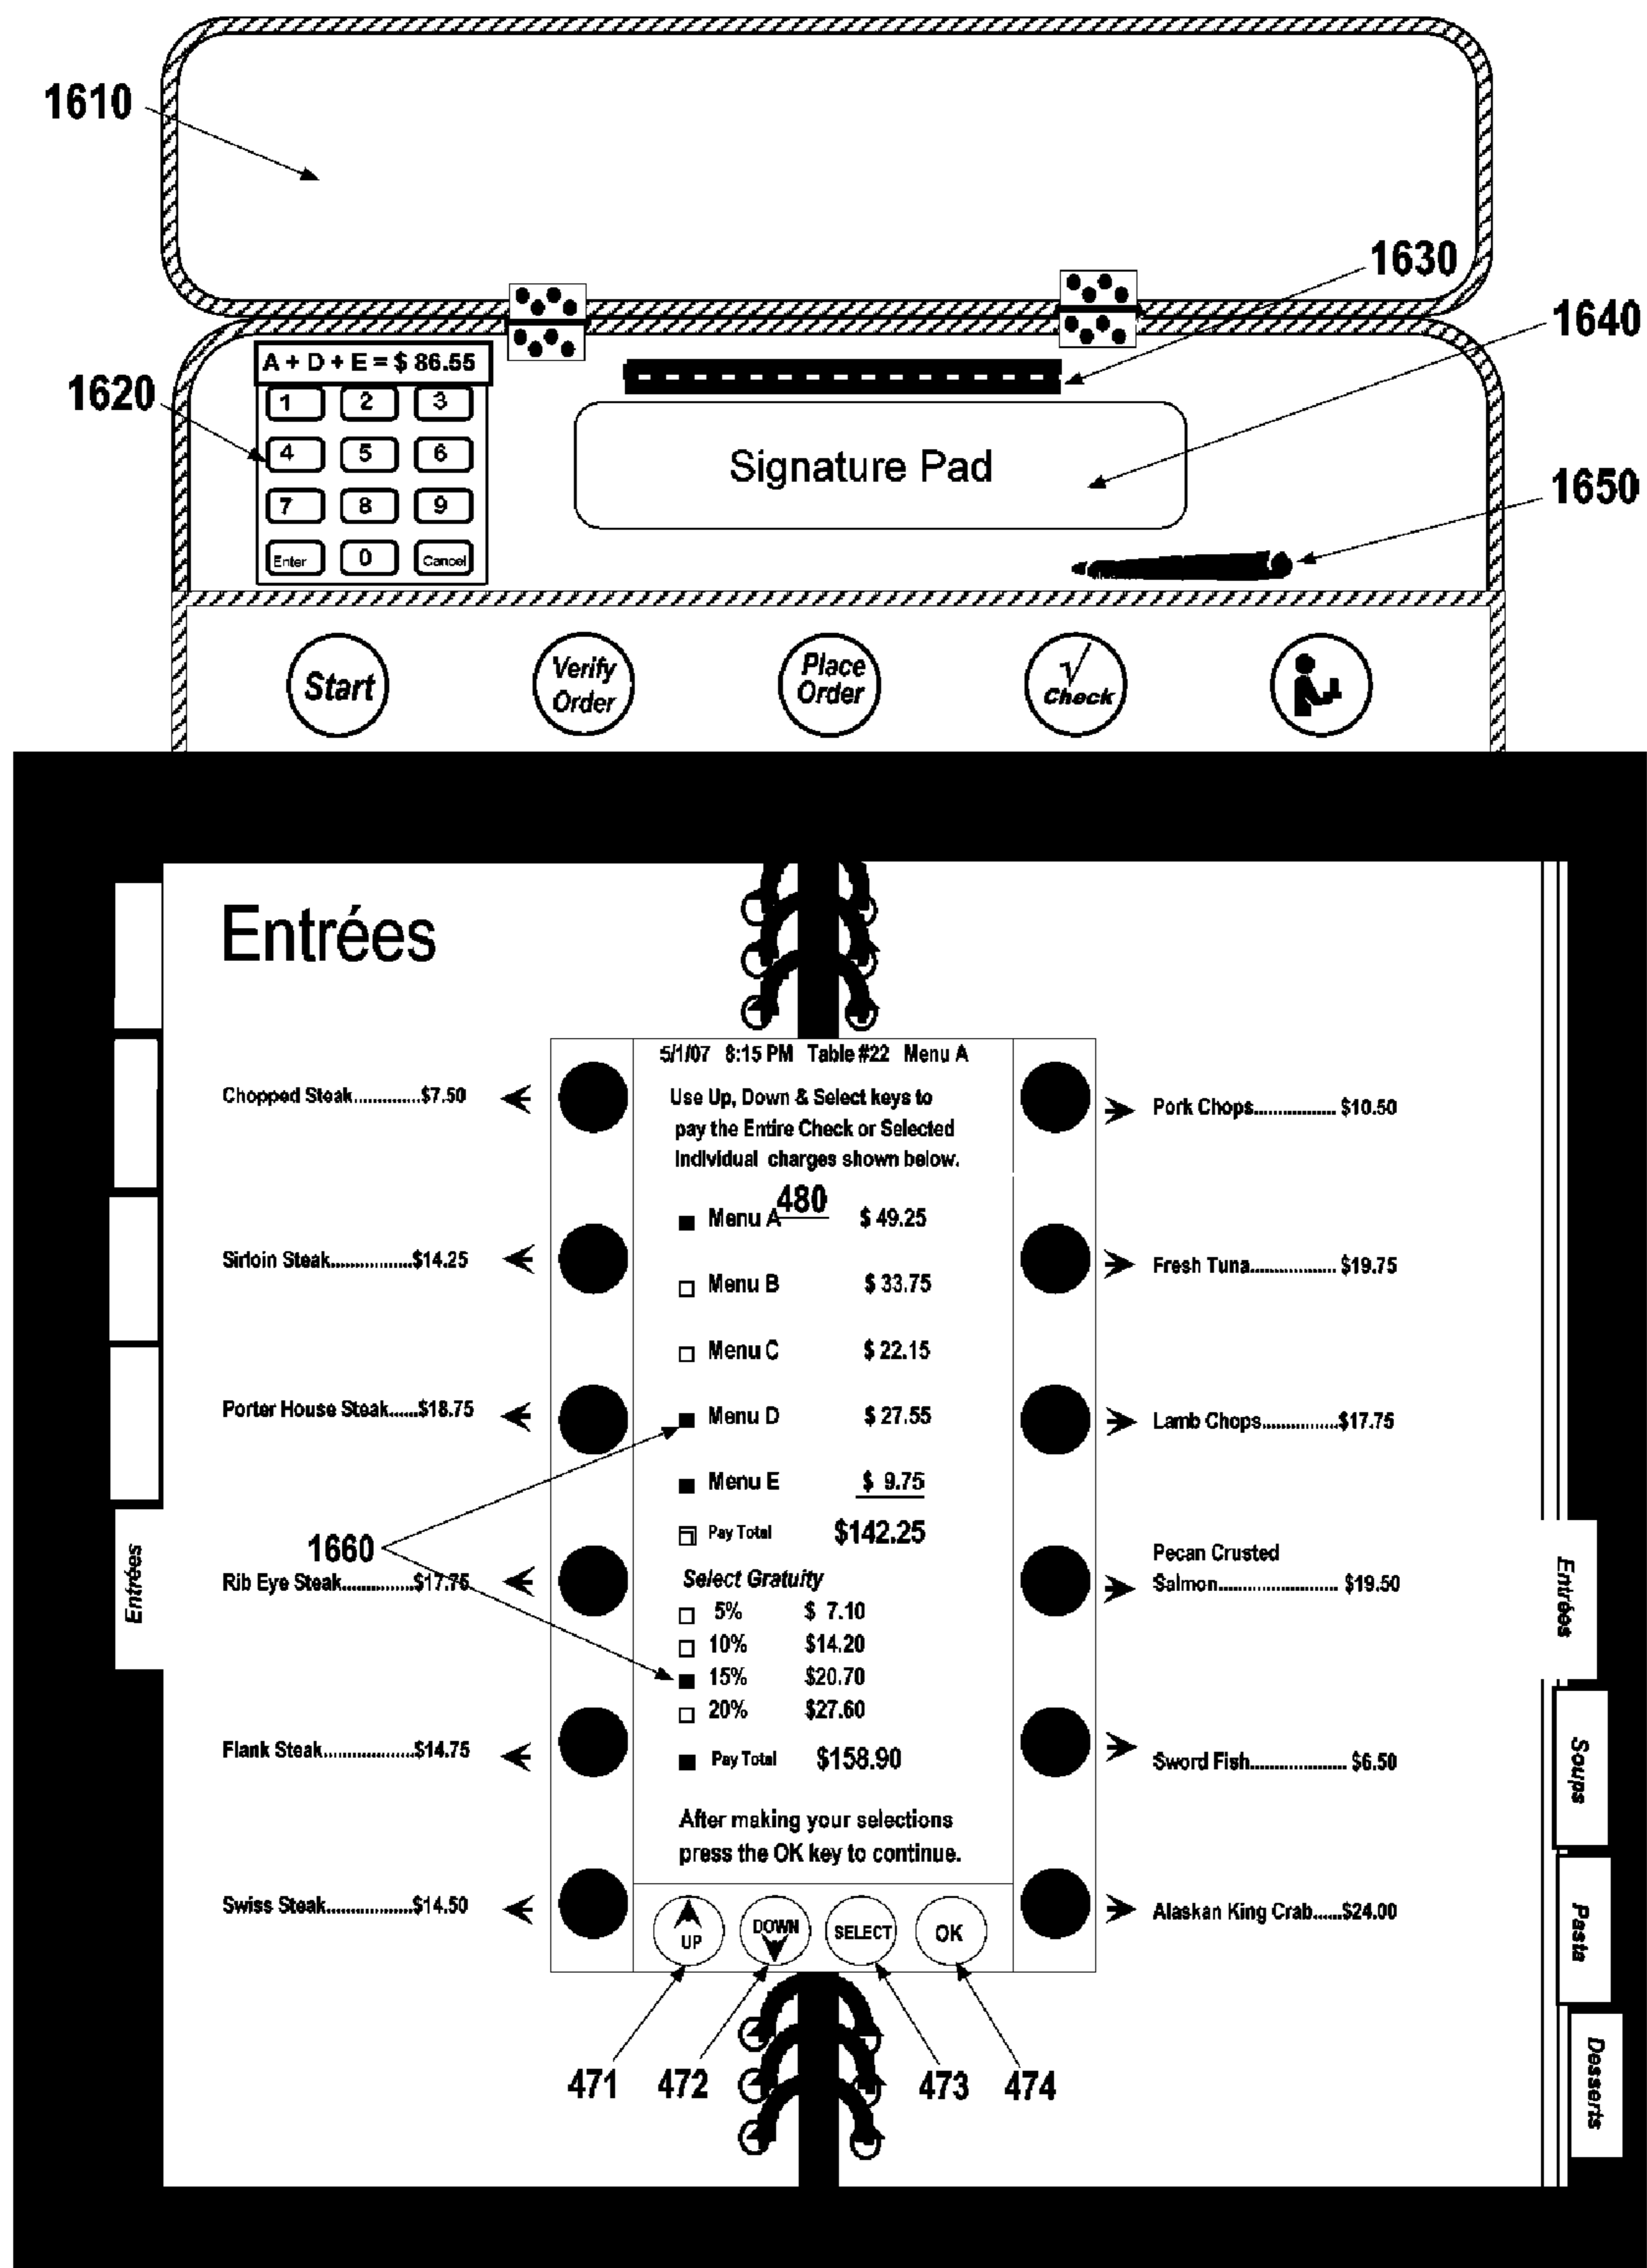 1610
1630
1640
1620
A + D + E = $ 86.55
1 2 3
4 5 6
7 8 9
Enter 0 Cancel
Signature Pad
1650
Start
Verify Order
Place Order
√ Check
Entrées
5/1/07 8:15 PM Table #22 Menu A
Use Up, Down & Select keys to
pay the Entire Check or Selected
Individual charges shown below.
480
Menu A $ 49.25
Menu B $ 33.75
Menu C $ 22.15
Menu D $ 27.55
Menu E $ 9.75
Pay Total $142.25
Select Gratuity
5% $ 7.10
10% $14.20
15% $20.70
20% $27.60
Pay Total $158.90
After making your selections
press the OK key to continue.
UP DOWN SELECT OK
Chopped Steak..............$7.50
Sirloin Steak.................$14.25
Porter House Steak......$18.75
1660
Rib Eye Steak...............$17.75
Flank Steak...................$14.75
Swiss Steak..................$14.50
Pork Chops................. $10.50
Fresh Tuna.................. $19.75
Lamb Chops................$17.75
Pecan Crusted
Salmon......................... $19.50
Sword Fish.................... $6.50
Alaskan King Crab......$24.00
Entrées
Entrées
Soups
Pasta
Desserts
471 472 473 474